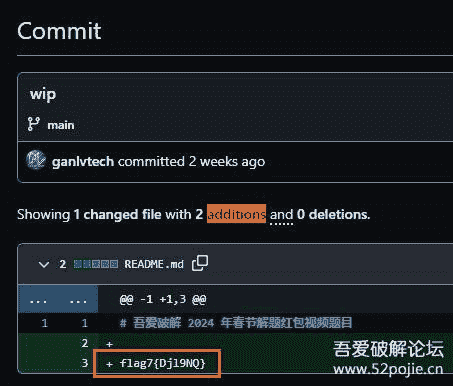 Commit
wip
main
ganlvtech committed 2 weeks ago
Showing 1 changed file with 2 additions and 0 deletions.
2 README.md
... ... @@ -1 +1,3 @@
1 1 # 吾爱破解 2024 年春节解题红包视频题目
2 +
3 + flag7{Djl9NQ}
吾爱破解论坛
www.52pojie.cn